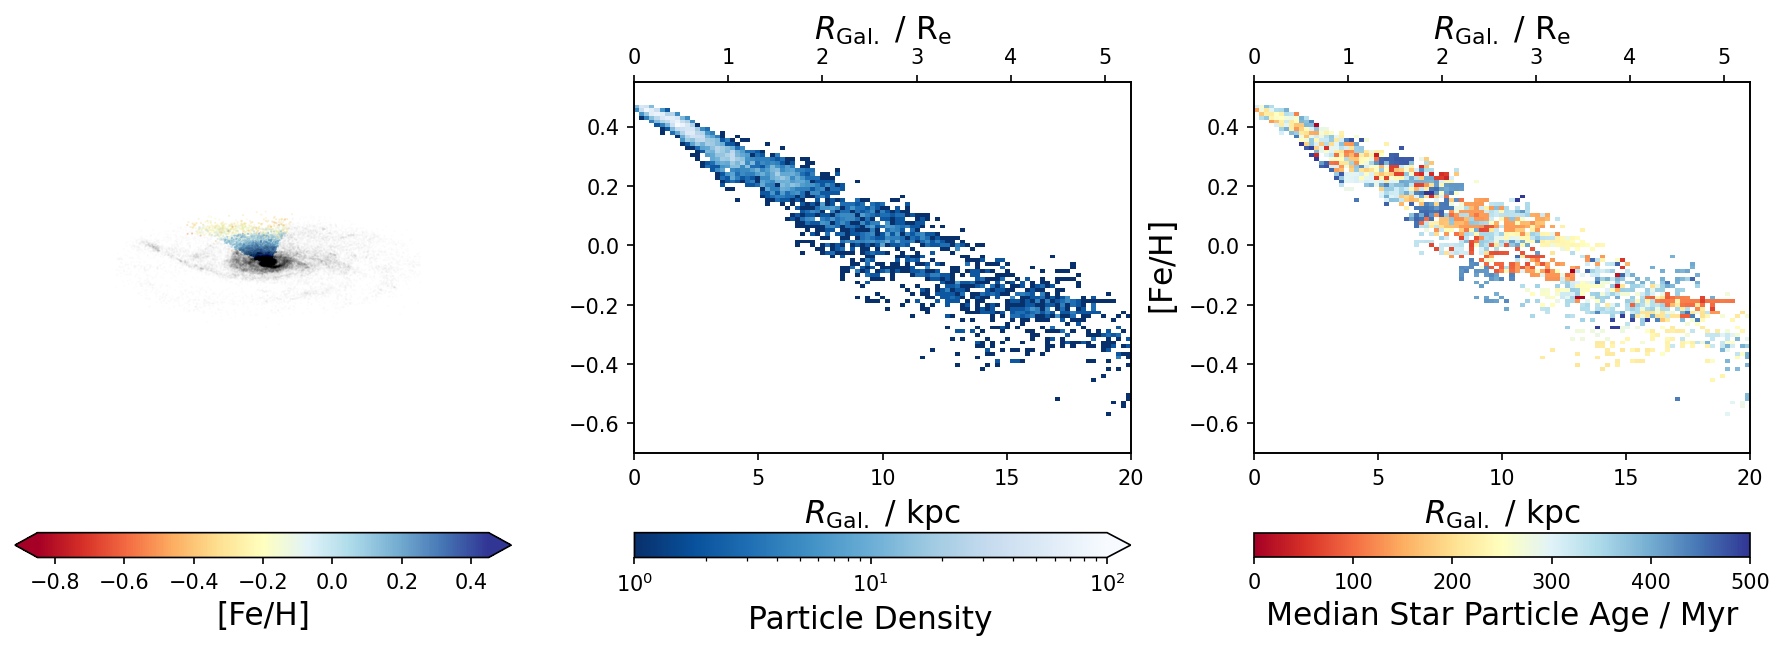 R_Gal. / R_e
0 1 2 3 4 5
0.4
0.2
0.0
−0.2
−0.4
−0.6
0 5 10 15 20
R_Gal. / kpc
10^0 10^1 10^2
Particle Density
R_Gal. / R_e
0 1 2 3 4 5
[Fe/H]
0.4
0.2
0.0
−0.2
−0.4
−0.6
0 5 10 15 20
R_Gal. / kpc
0 100 200 300 400 500
Median Star Particle Age / Myr
−0.8 −0.6 −0.4 −0.2 0.0 0.2 0.4
[Fe/H]